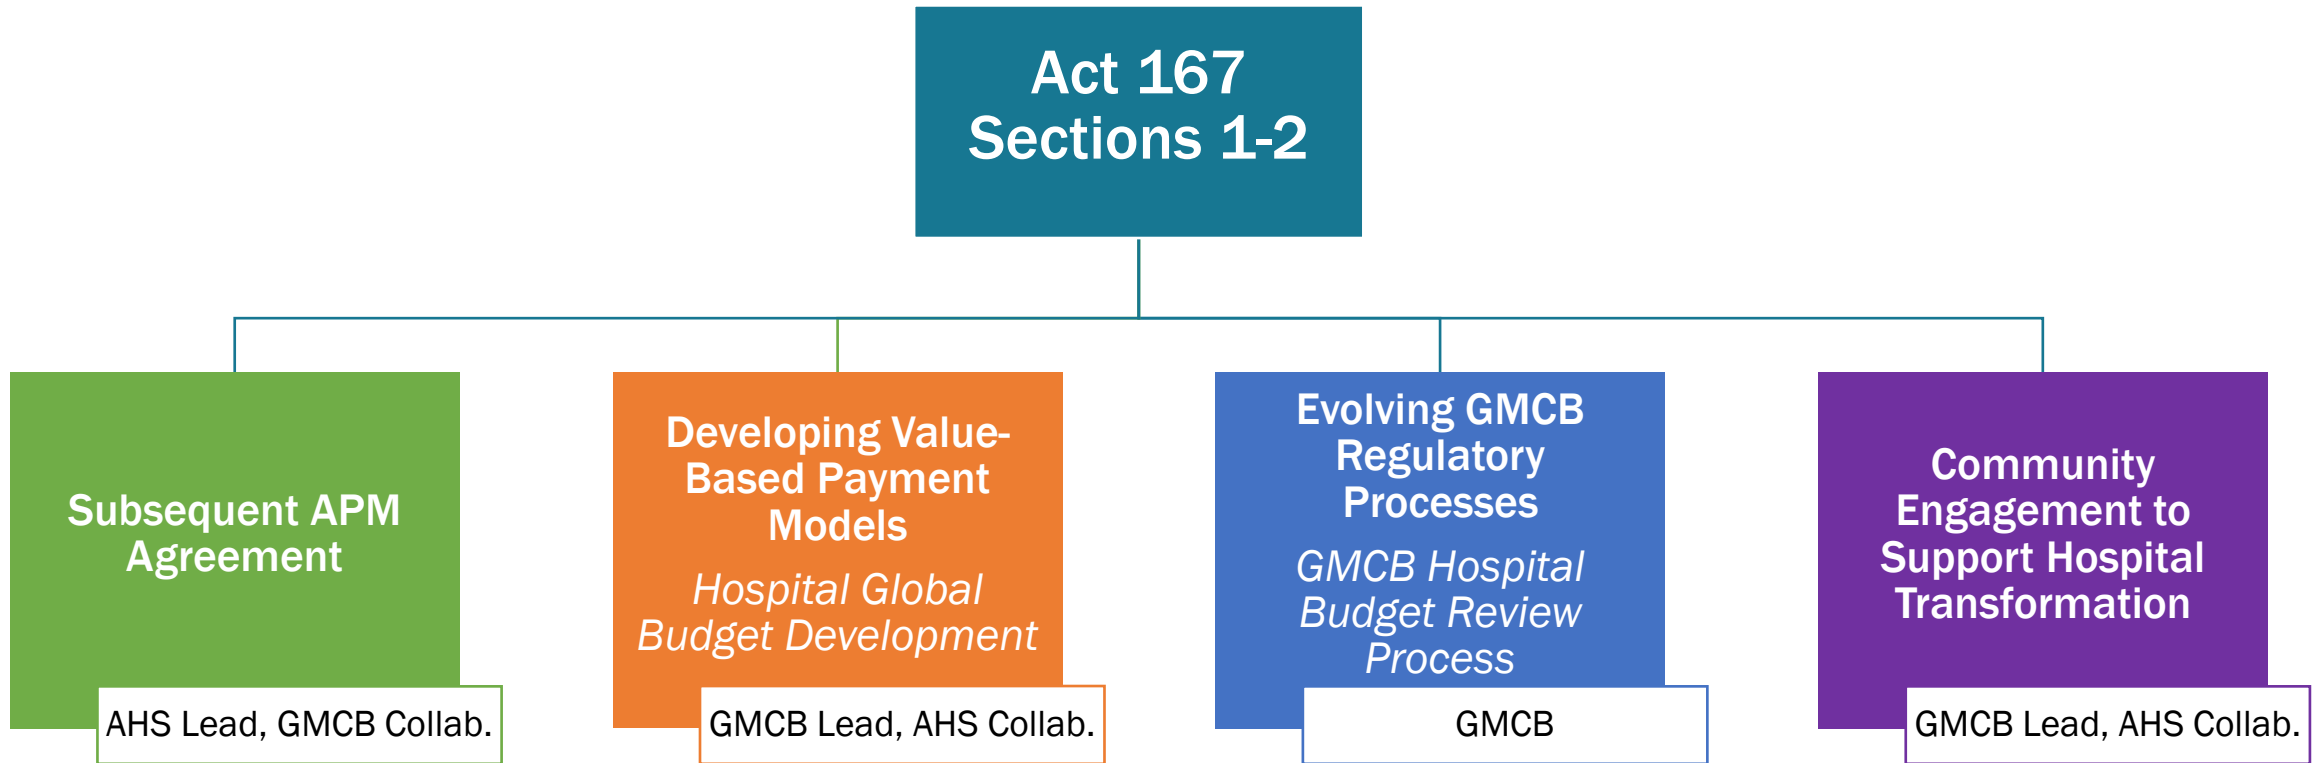 Act 167
Sections 1-2
Subsequent APM
Agreement
AHS Lead, GMCB Collab.
Developing Value-
Based Payment
Models
Hospital Global
Budget Development
GMCB Lead, AHS Collab.
Evolving GMCB
Regulatory
Processes
GMCB Hospital
Budget Review
Process
GMCB
Community
Engagement to
Support Hospital
Transformation
GMCB Lead, AHS Collab.